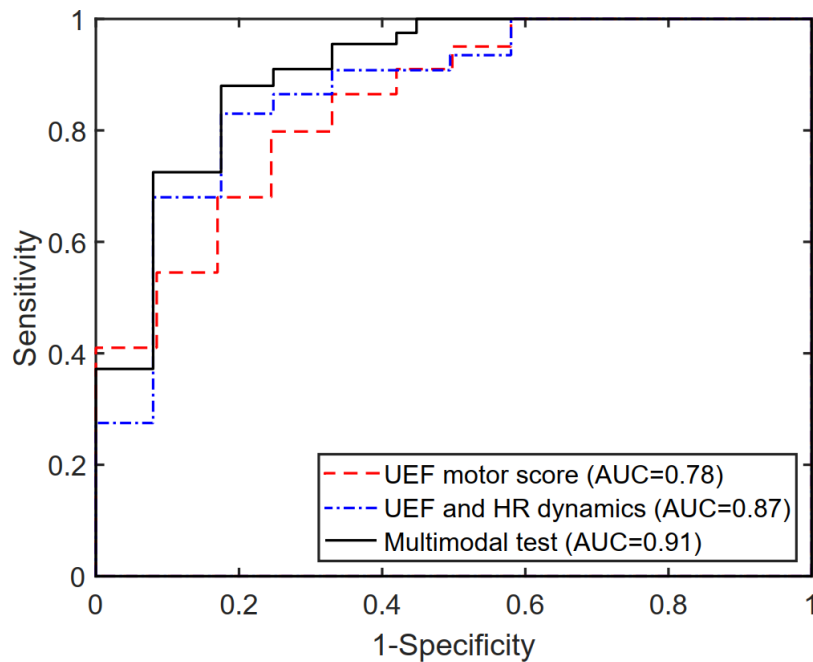 1
0.8
0.6
0.4
0.2
0
Sensitivity
UEF motor score (AUC=0.78)
UEF and HR dynamics (AUC=0.87)
Multimodal test (AUC=0.91)
0 0.2 0.4 0.6 0.8 1
1-Specificity